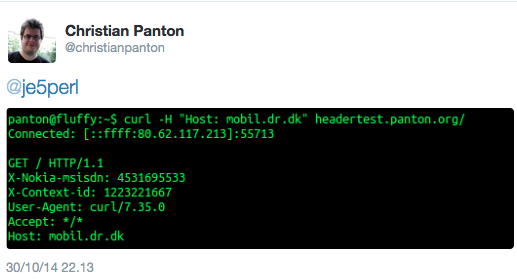 Christian Panton
@christianpanton
@je5perl
panton@fluffy:~$ curl -H "Host: mobil.dr.dk" headertest.panton.org/
Connected: [::ffff:80.62.117.213]:55713
GET / HTTP/1.1
X-Nokia-msisdn: 4531695533
X-Context-id: 1223221667
User-Agent: curl/7.35.0
Accept: */*
Host: mobil.dr.dk
30/10/14 22.13